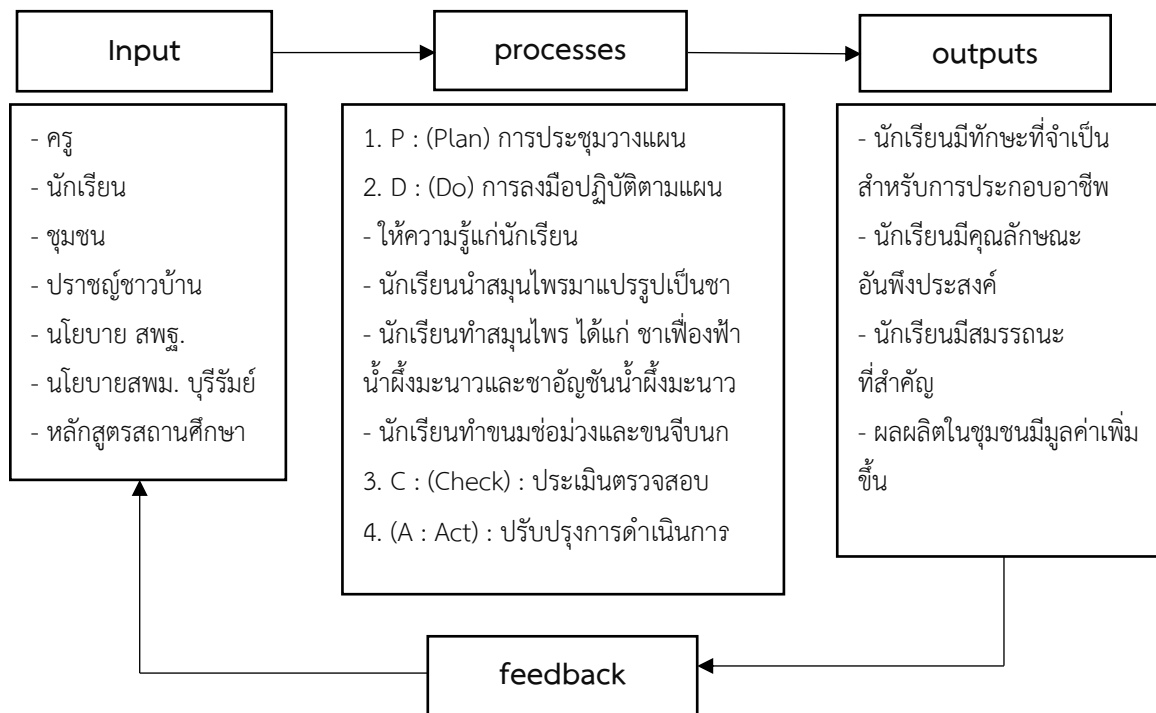 Input
processes
outputs
- ครู
- นักเรียน
- ชุมชน
- ปราชญ์ชาวบ้าน
- นโยบาย สพฐ.
- นโยบายสพม. บุรีรัมย์
- หลักสูตรสถานศึกษา
1. P : (Plan) การประชุมวางแผน
2. D : (Do) การลงมือปฏิบัติตามแผน
- ให้ความรู้แก่นักเรียน
- นักเรียนนำสมุนไพรมาแปรรูปเป็นชา
- นักเรียนทำสมุนไพร ได้แก่ ชาเฟื่องฟ้า
น้ำผึ้งมะนาวและชาอัญชันน้ำผึ้งมะนาว
- นักเรียนทำขนมช่อม่วงและขนจีบนก
3. C : (Check) : ประเมินตรวจสอบ
4. (A : Act) : ปรับปรุงการดำเนินการ
- นักเรียนมีทักษะที่จำเป็น
สำหรับการประกอบอาชีพ
- นักเรียนมีคุณลักษณะ
อันพึงประสงค์
- นักเรียนมีสมรรถนะ
ที่สำคัญ
- ผลผลิตในชุมชนมีมูลค่าเพิ่ม
ขึ้น
feedback